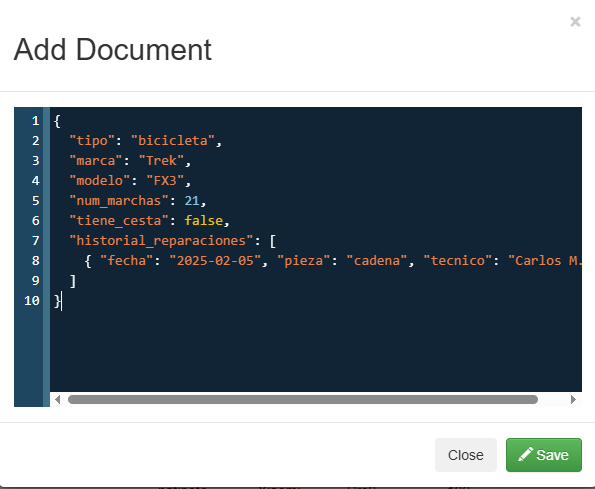 ×
Add Document
1 {
2 "tipo": "bicicleta",
3 "marca": "Trek",
4 "modelo": "FX3",
5 "num_marchas": 21,
6 "tiene_cesta": false,
7 "historial_reparaciones": [
8 { "fecha": "2025-02-05", "pieza": "cadena", "tecnico": "Carlos M.
9 ]
10 }
Close Save